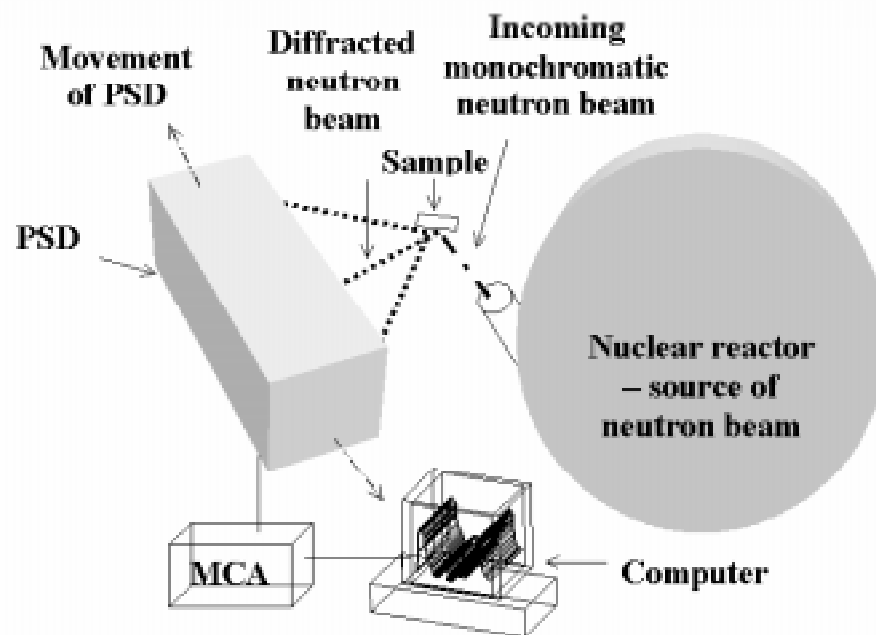 Movement
of PSD
Diffracted
neutron
beam
Incoming
monochromatic
neutron beam
Sample
PSD
Nuclear reactor
– source of
neutron beam
MCA
Computer